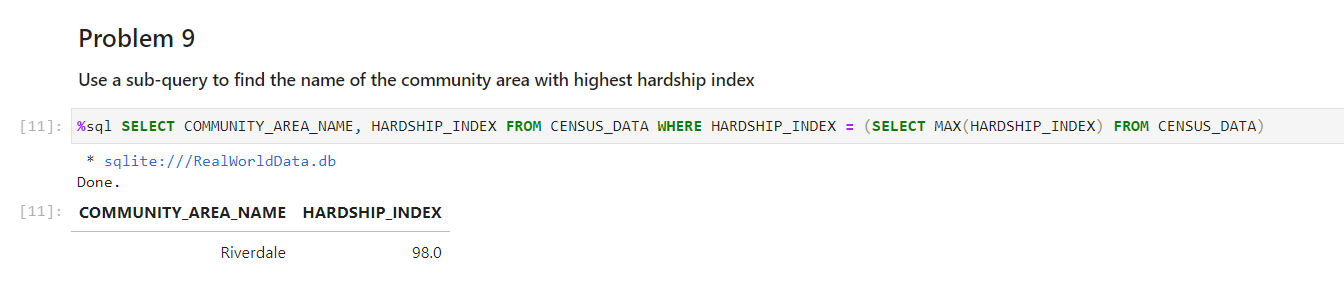 Problem 9
Use a sub-query to find the name of the community area with highest hardship index
[11]: %sql SELECT COMMUNITY_AREA_NAME, HARDSHIP_INDEX FROM CENSUS_DATA WHERE HARDSHIP_INDEX = (SELECT MAX(HARDSHIP_INDEX) FROM CENSUS_DATA)
* sqlite:///RealWorldData.db
Done.
[11]: COMMUNITY_AREA_NAME HARDSHIP_INDEX
Riverdale 98.0